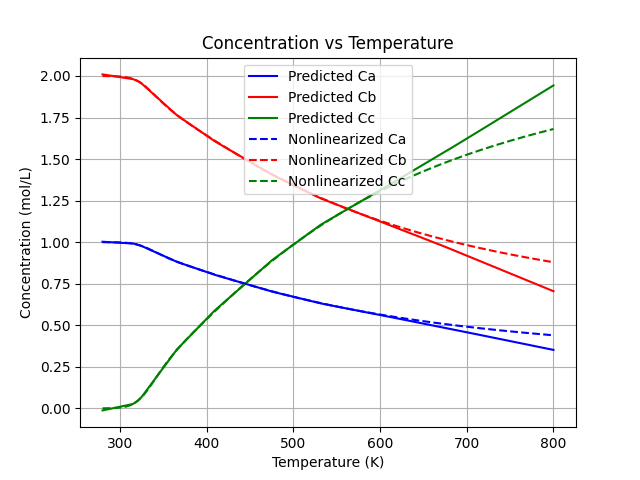 Concentration vs Temperature
Concentration (mol/L)
2.00
1.75
1.50
1.25
1.00
0.75
0.50
0.25
0.00
Predicted Ca
Predicted Cb
Predicted Cc
Nonlinearized Ca
Nonlinearized Cb
Nonlinearized Cc
300 400 500 600 700 800
Temperature (K)